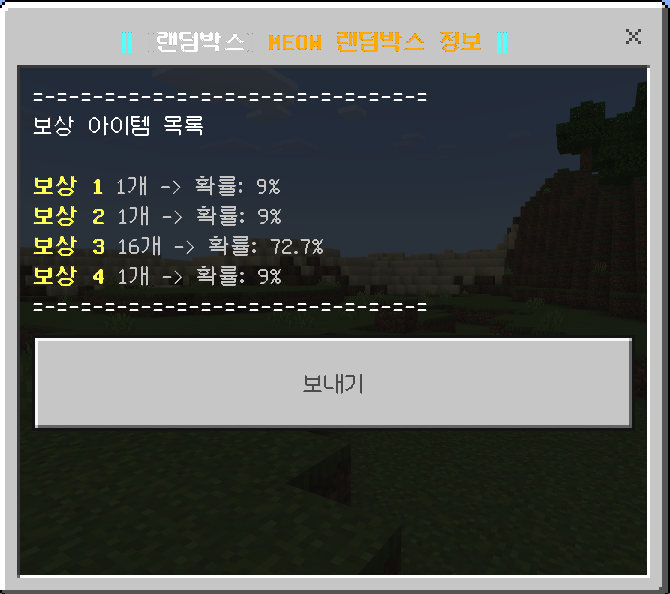 || [랜덤박스] MEOW 랜덤박스 정보 ||
=-=-=-=-=-=-=-=-=-=-=-=-=-=-=-=-=
보상 아이템 목록
보상 1 1개 -> 확률: 9%
보상 2 1개 -> 확률: 9%
보상 3 16개 -> 확률: 72.7%
보상 4 1개 -> 확률: 9%
=-=-=-=-=-=-=-=-=-=-=-=-=-=-=-=-=
보내기